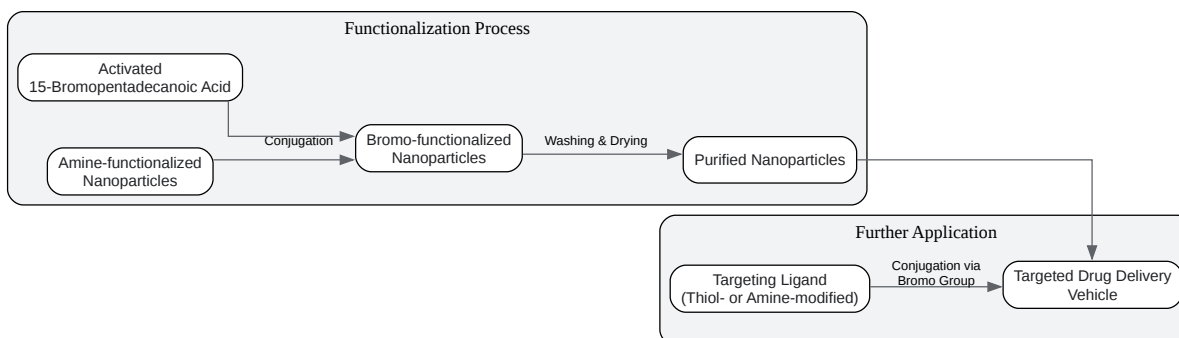 Functionalization Process
Activated
15-Bromopentadecanoic Acid
Conjugation
Amine-functionalized
Nanoparticles
Bromo-functionalized
Nanoparticles
Washing & Drying
Purified Nanoparticles
Further Application
Targeting Ligand
(Thiol- or Amine-modified)
Conjugation via
Bromo Group
Targeted Drug Delivery
Vehicle